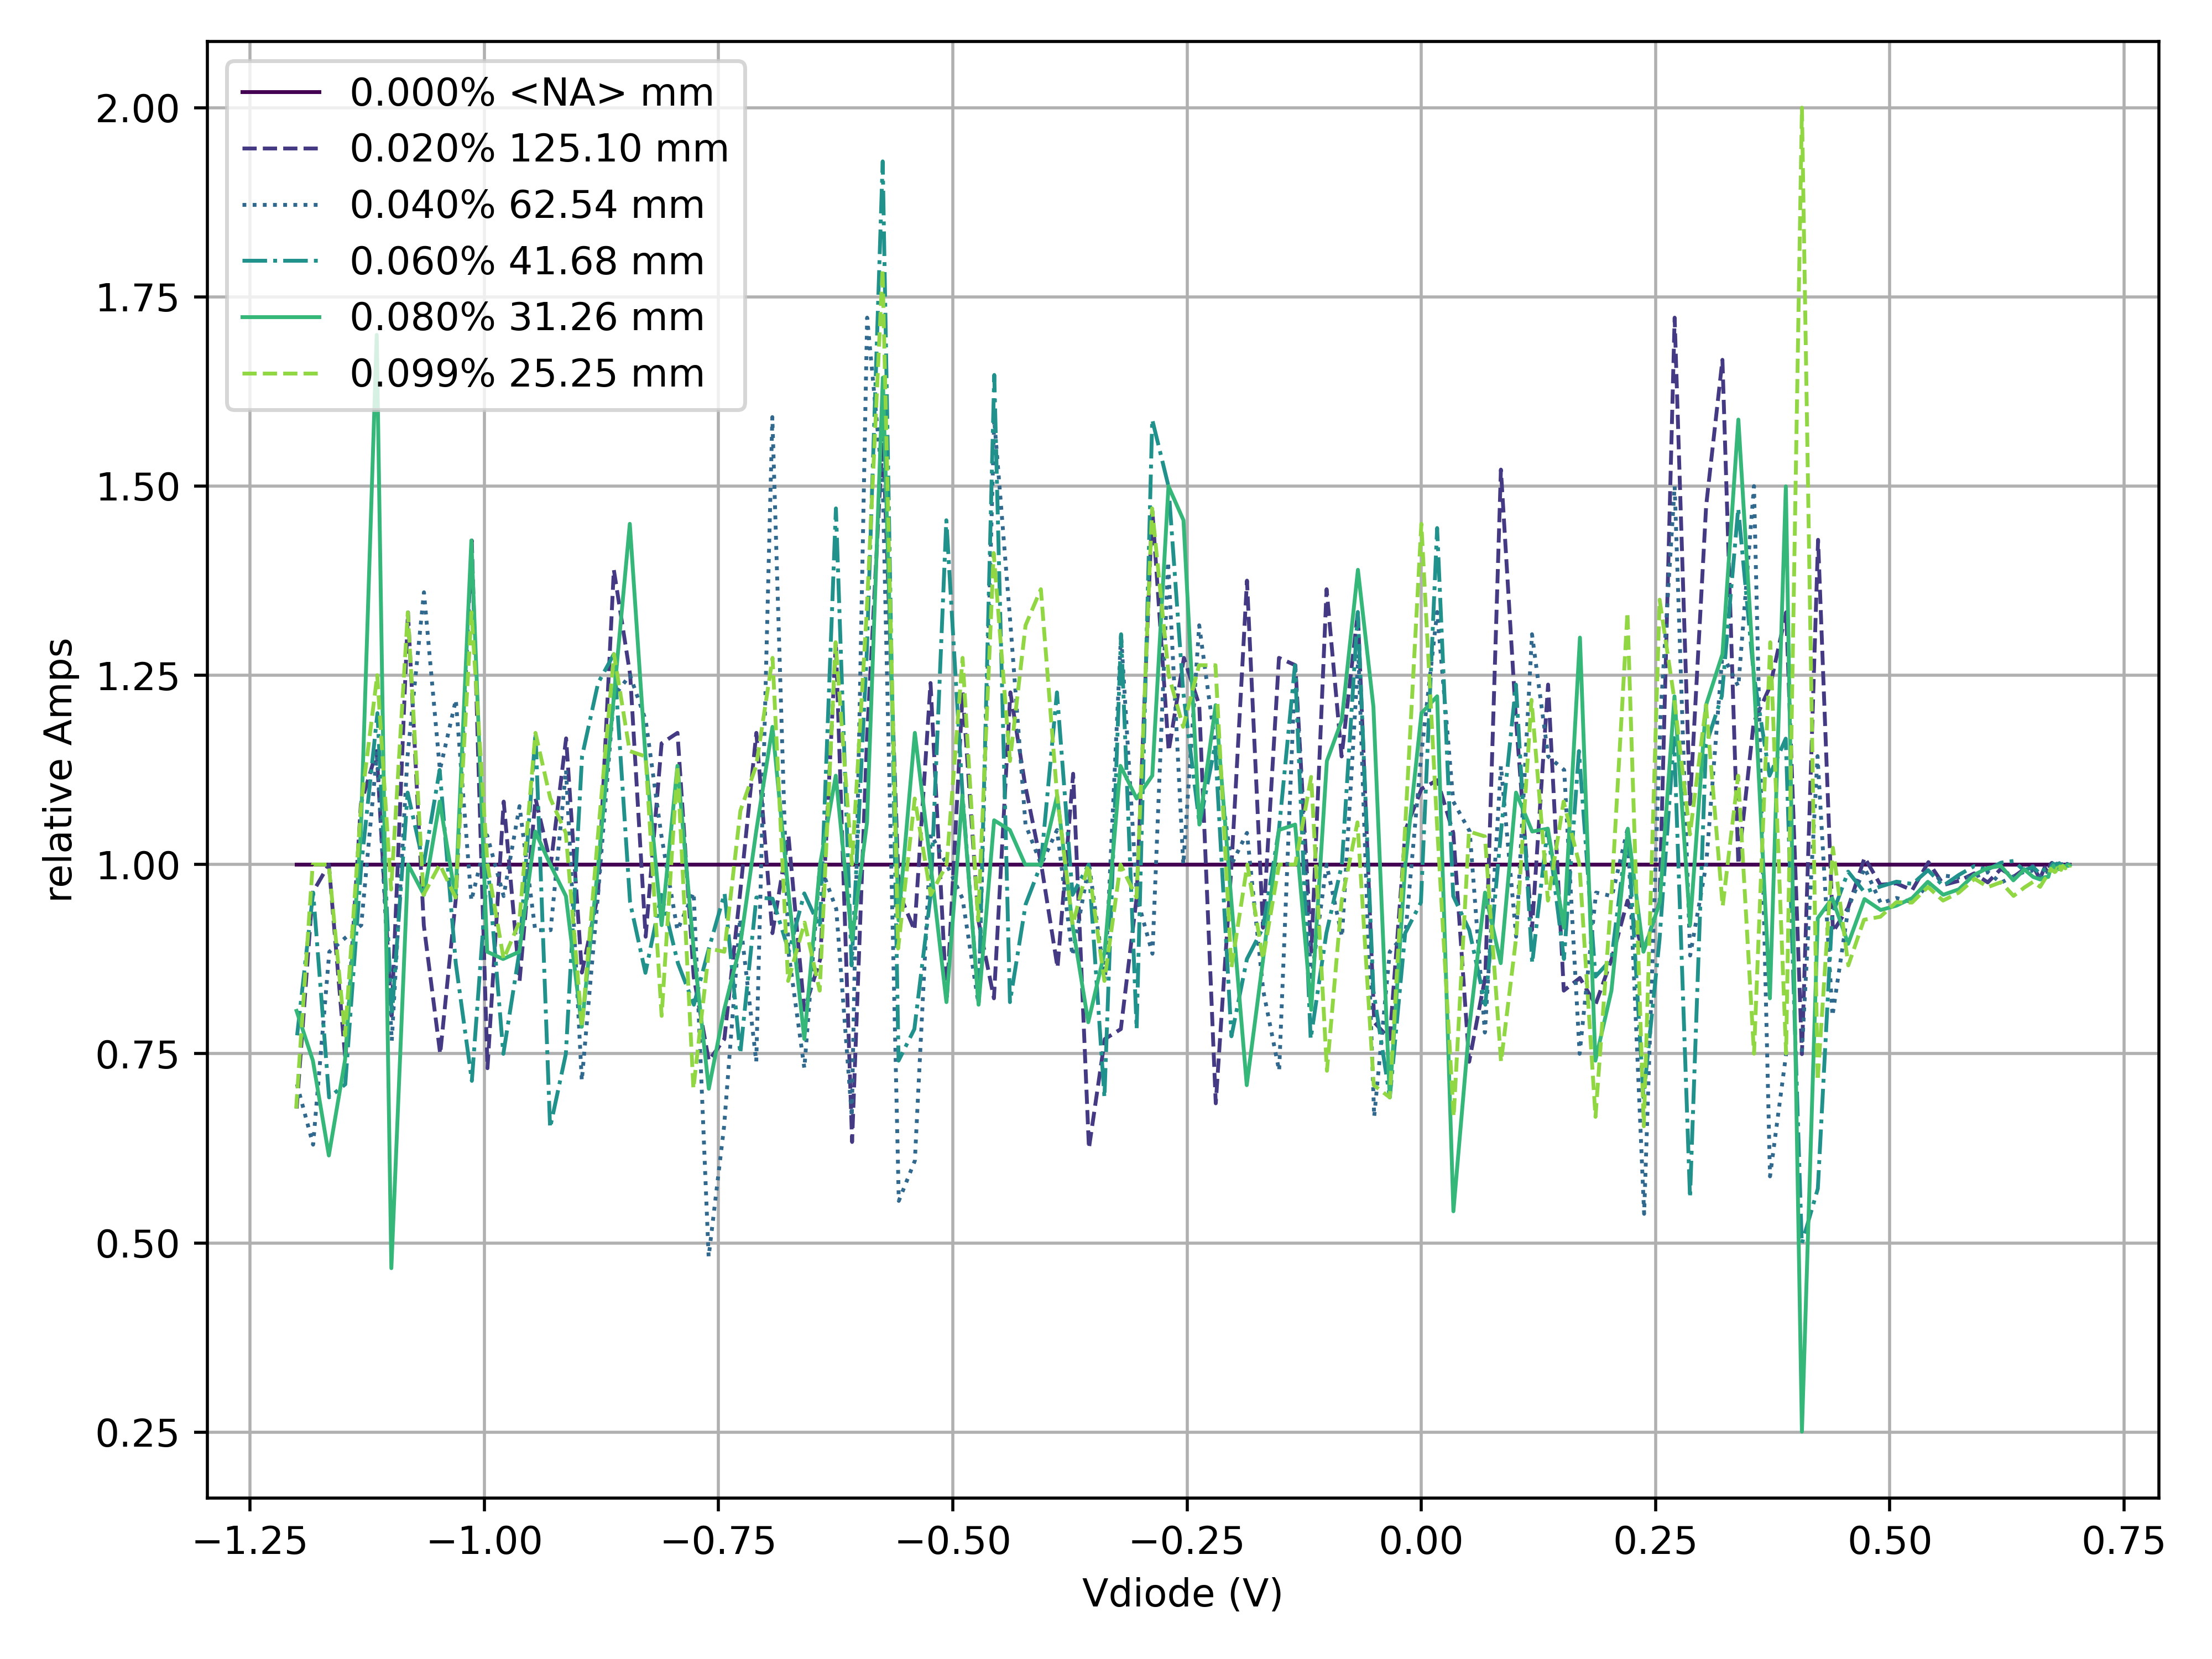 0.000% <NA> mm
0.020% 125.10 mm
0.040% 62.54 mm
0.060% 41.68 mm
0.080% 31.26 mm
0.099% 25.25 mm
2.00
1.75
1.50
1.25
1.00
0.75
0.50
0.25
relative Amps
−1.25 −1.00 −0.75 −0.50 −0.25 0.00 0.25 0.50 0.75
Vdiode (V)